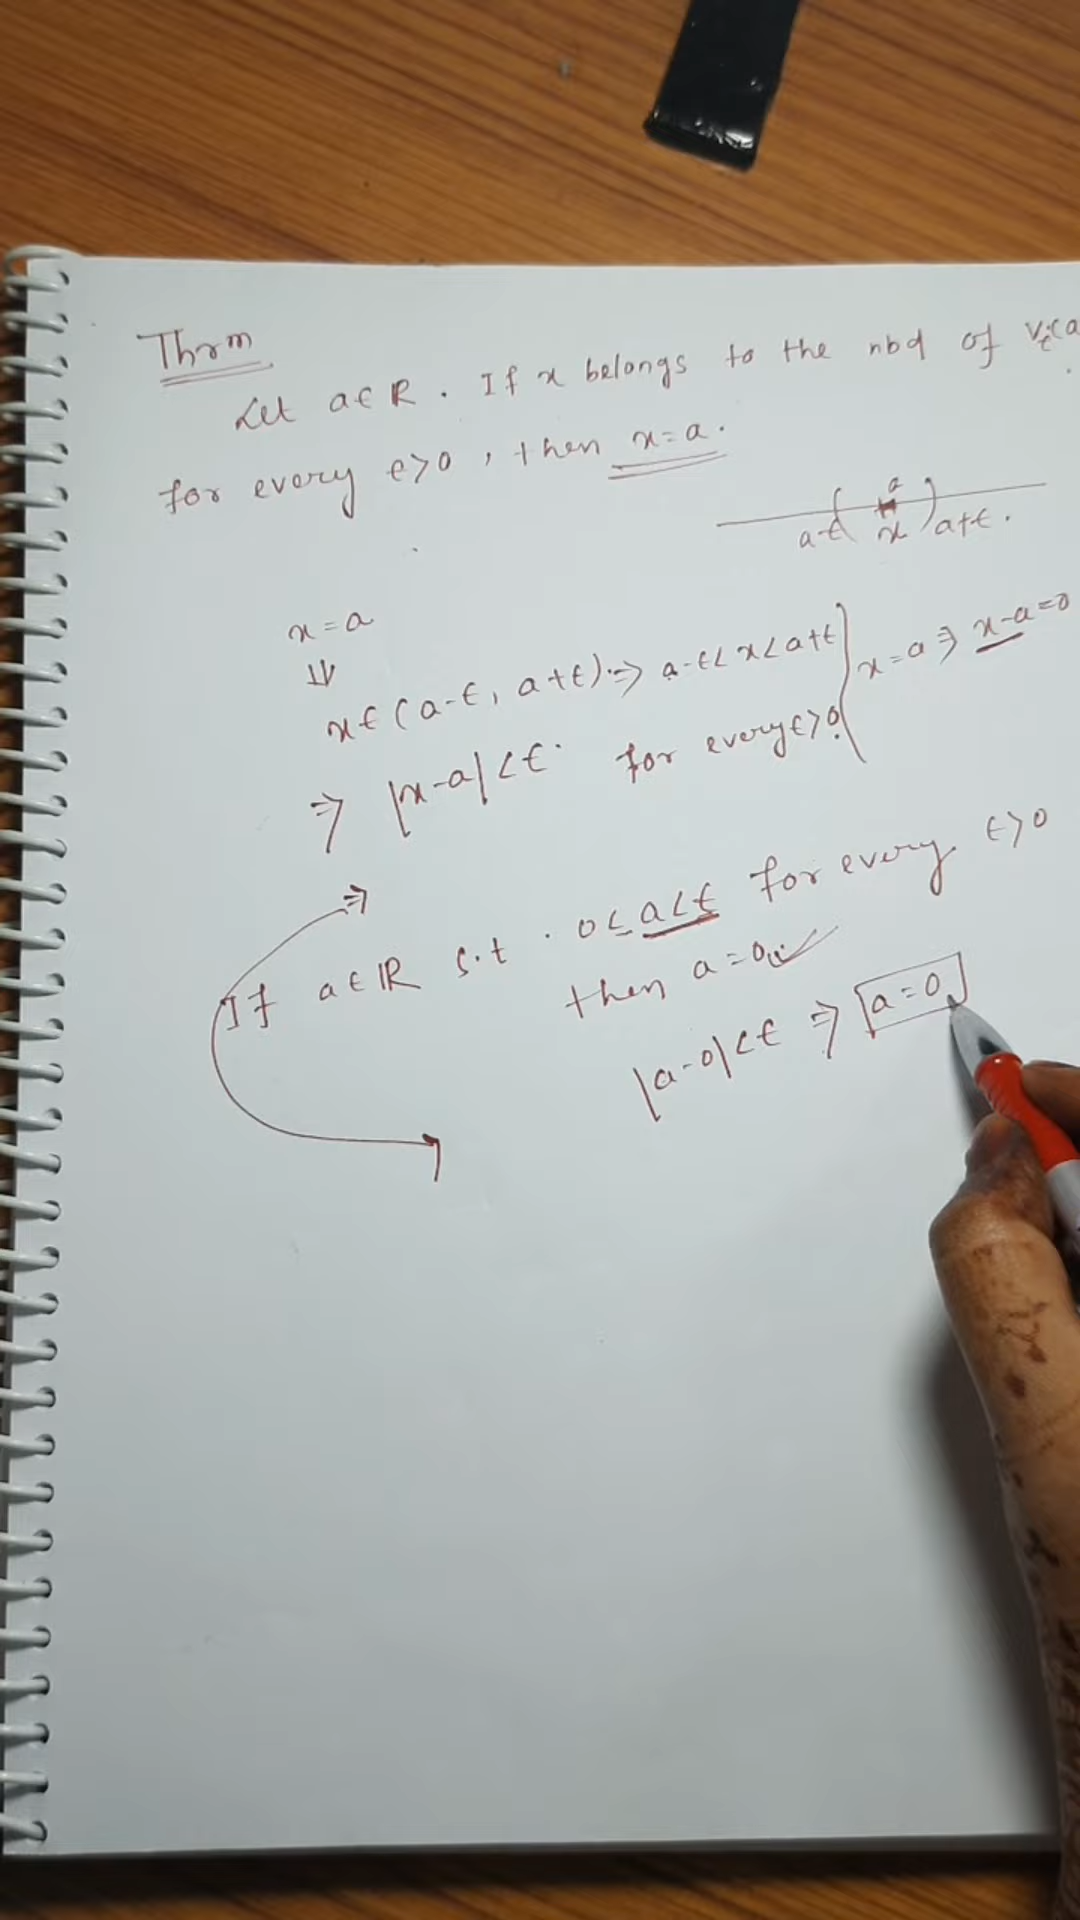 Thrm
Let a∈R. If x belongs to the nbd of Vε(a
for every ε>0, then x=a.
a
a-ε x a+ε.
x=a
⇓
x∈(a-ε, a+ε) ⇒ a-ε<x<a+ε
x=a ⇒ x-a=0
⇒ |x-a|<ε for every ε>0.
⇒
If a∈R s.t. 0≤a<ε for every ε>0
then a=0.
|a-0|<ε ⇒ a=0